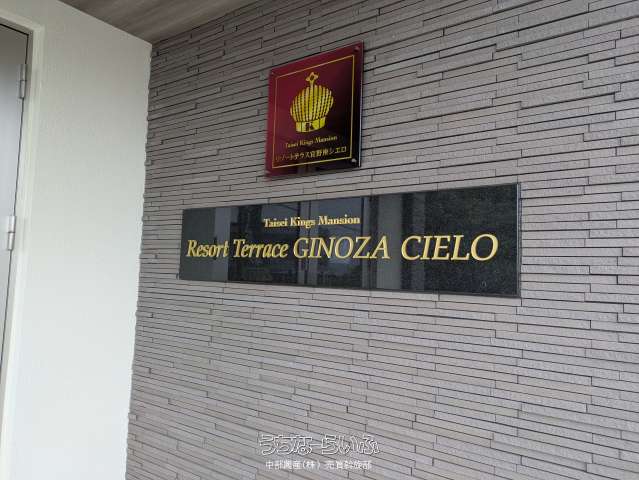 Taisei Kings Mansion
リゾートテラス宜野座シエロ
Taisei Kings Mansion
Resort Terrace GINOZA CIELO
うちなーらいふ
中部興産(株) 売買幹旋部